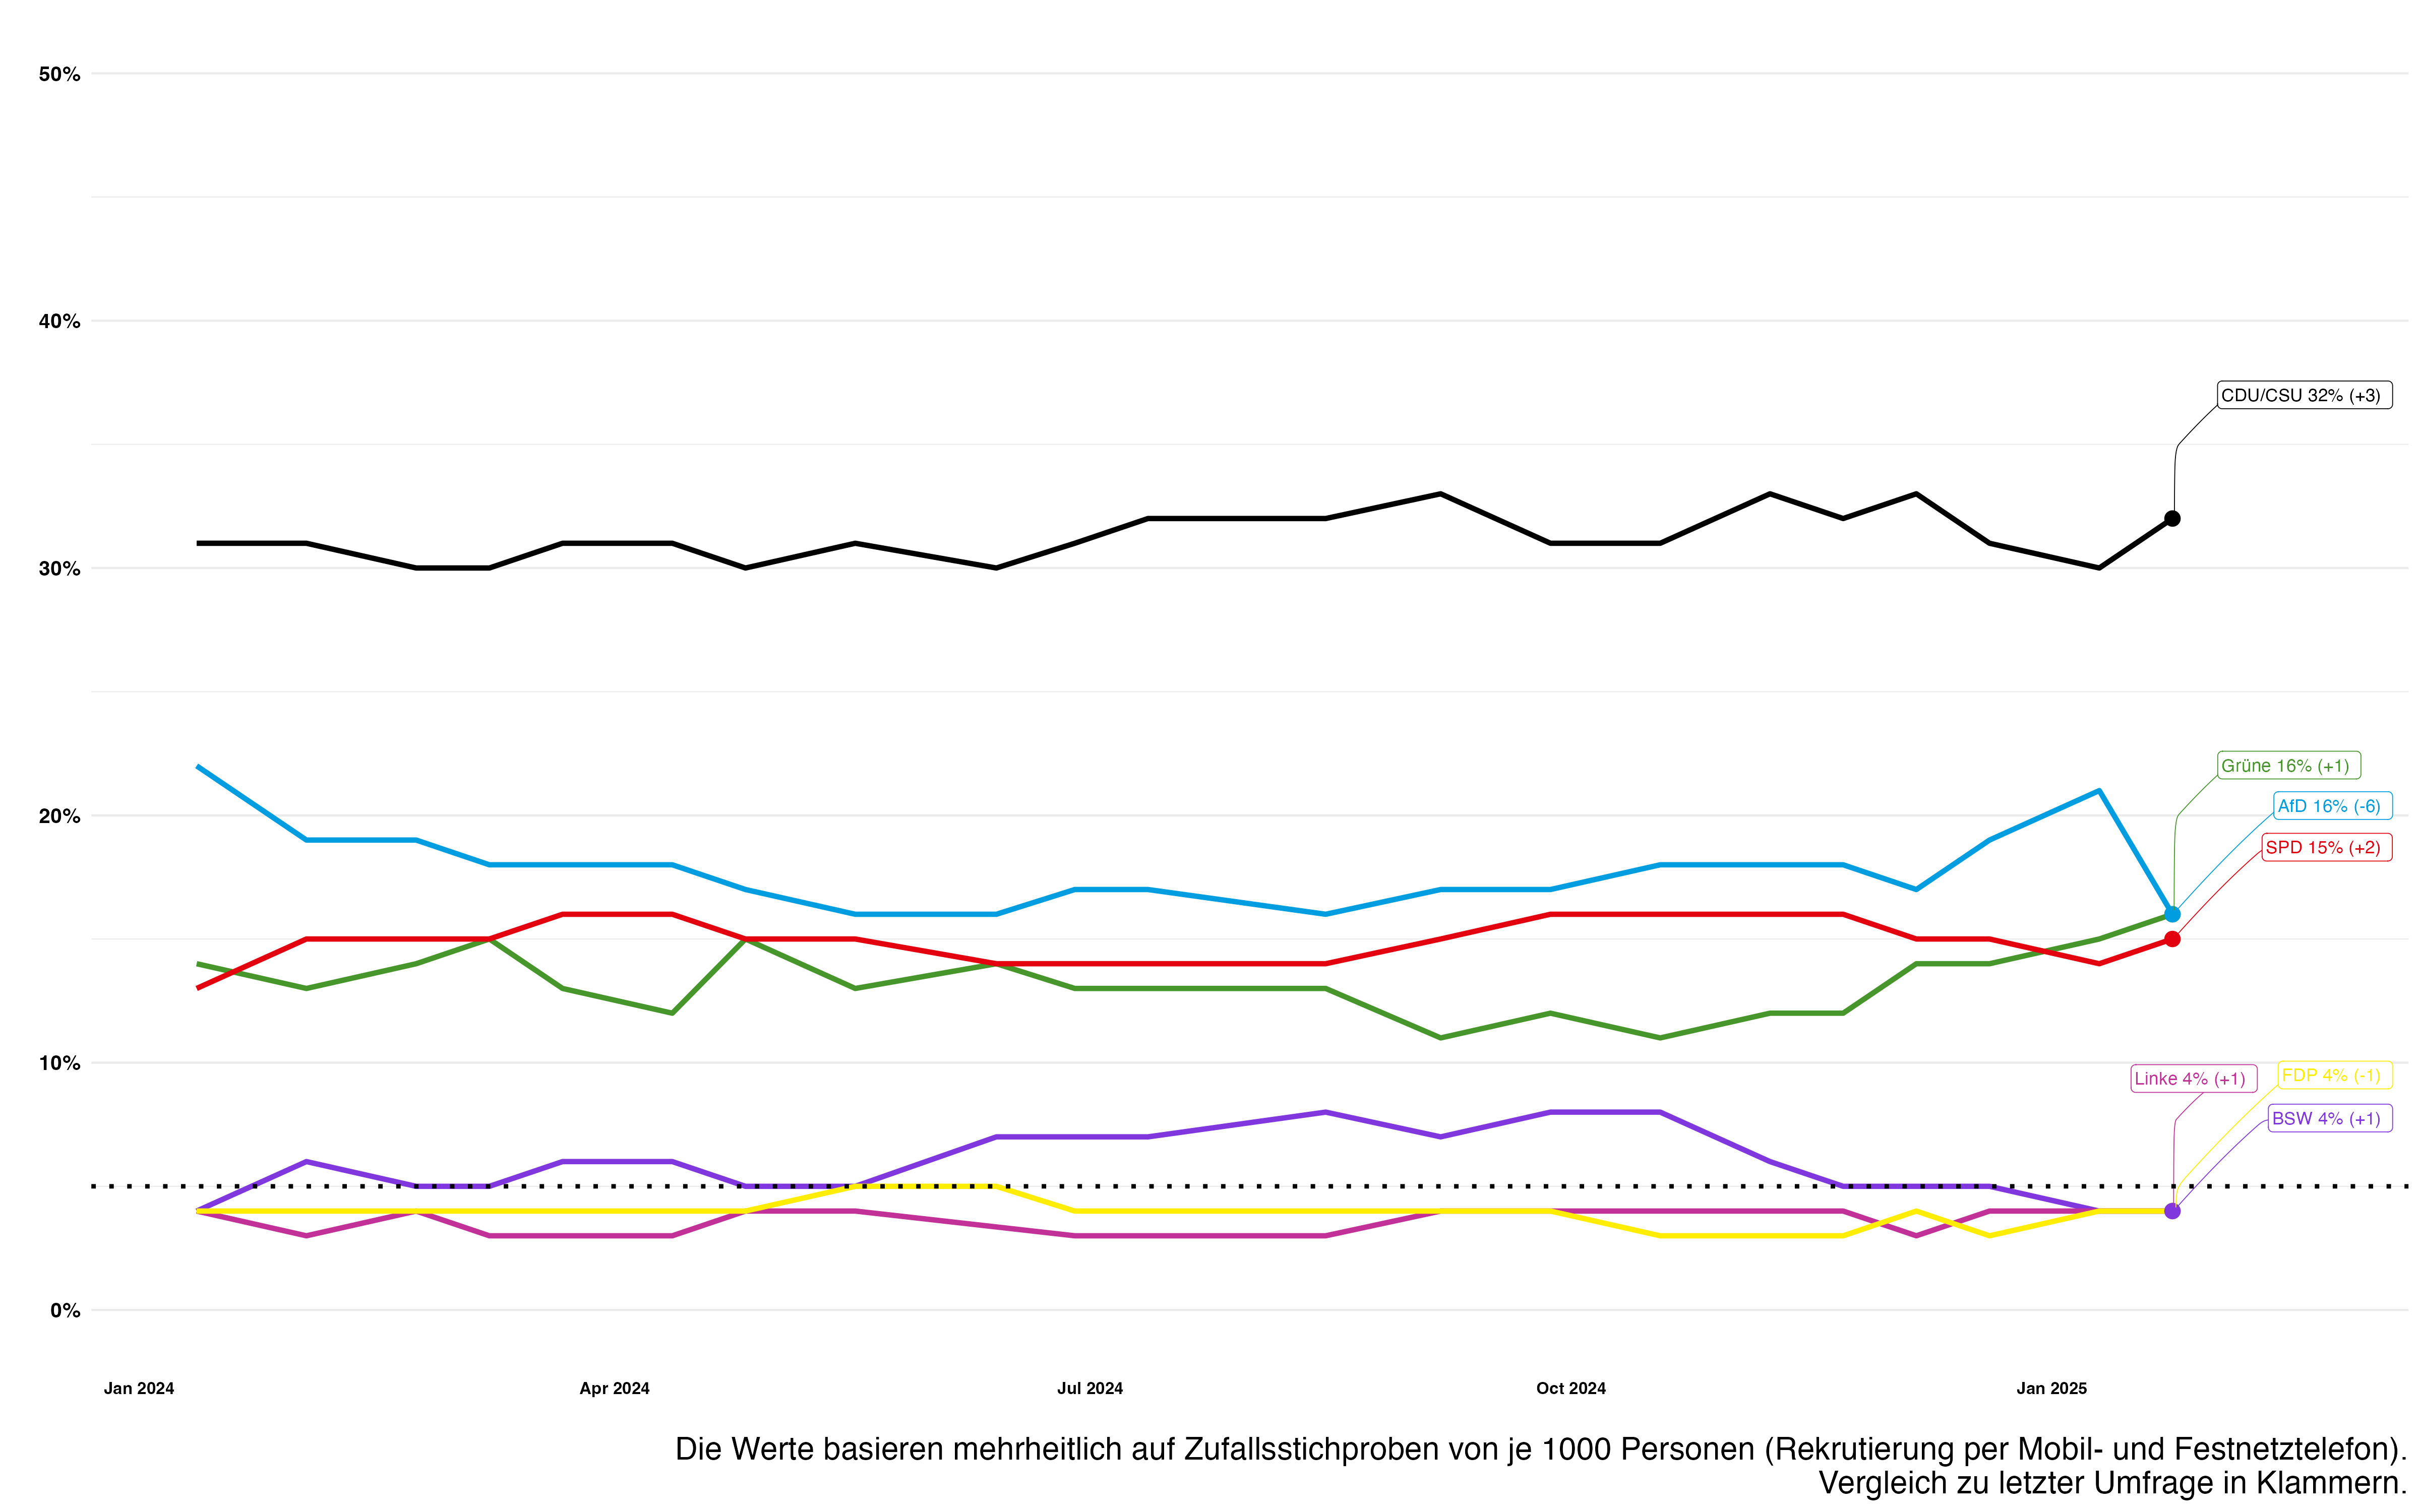 50%
40%
30%
20%
10%
0%
CDU/CSU 32% (+3)
Grüne 16% (+1)
AfD 16% (-6)
SPD 15% (+2)
Linke 4% (+1)
FDP 4% (-1)
BSW 4% (+1)
Jan 2024
Apr 2024
Jul 2024
Oct 2024
Jan 2025
Die Werte basieren mehrheitlich auf Zufallsstichproben von je 1000 Personen (Rekrutierung per Mobil- und Festnetztelefon).
Vergleich zu letzter Umfrage in Klammern.